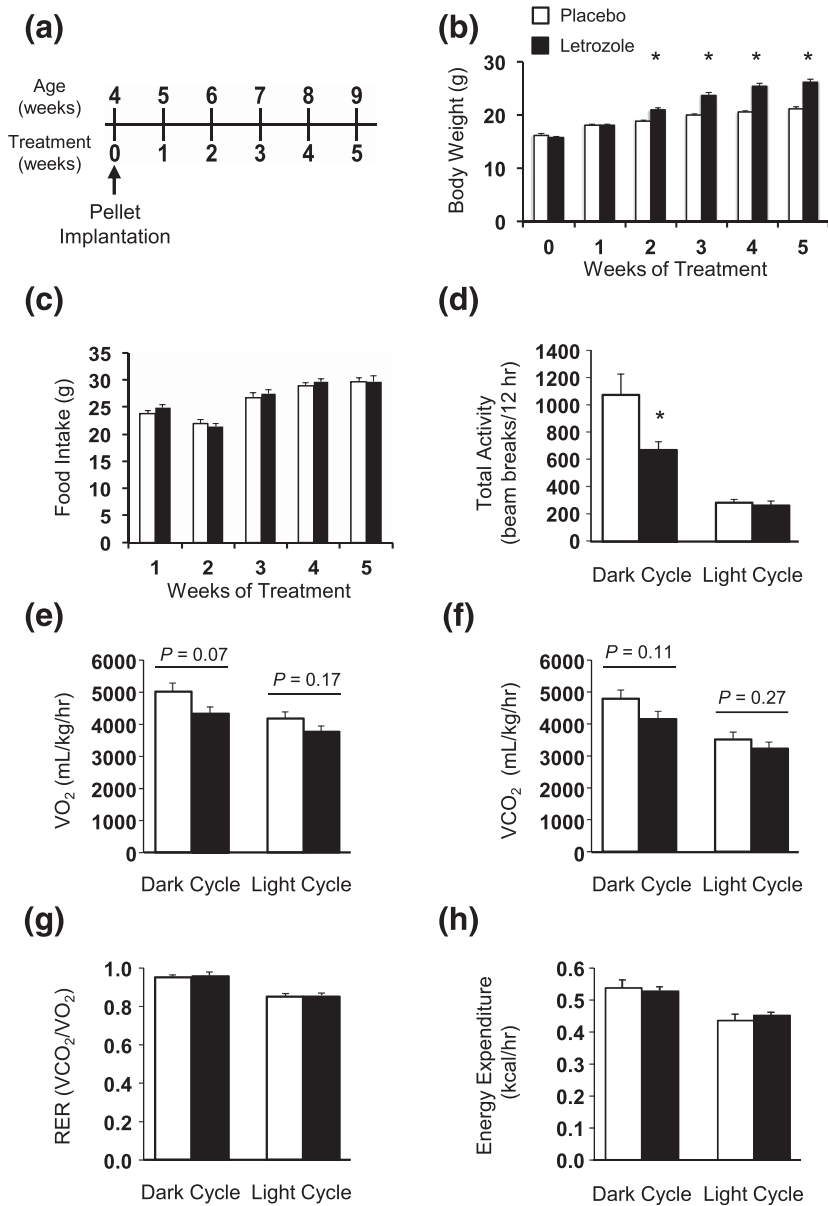 (a)
Age
(weeks)
4 5 6 7 8 9
Treatment
(weeks)
0 1 2 3 4 5
Pellet
Implantation
(b)
Placebo
Letrozole
* * * *
Body Weight (g)
30
20
10
0
0 1 2 3 4 5
Weeks of Treatment
(c)
Food Intake (g)
35
30
25
20
15
10
5
0
1 2 3 4 5
Weeks of Treatment
(d)
Total Activity
(beam breaks/12 hr)
1400
1200
1000
800
600
400
200
0
*
Dark Cycle Light Cycle
(e)
VO2 (mL/kg/hr)
6000
5000
4000
3000
2000
1000
0
P = 0.07
P = 0.17
Dark Cycle Light Cycle
(f)
VCO2 (mL/kg/hr)
6000
5000
4000
3000
2000
1000
0
P = 0.11
P = 0.27
Dark Cycle Light Cycle
(g)
RER (VCO2/VO2)
1.0
0.8
0.6
0.4
0.2
0.0
Dark Cycle Light Cycle
(h)
Energy Expenditure
(kcal/hr)
0.6
0.5
0.4
0.3
0.2
0.1
0.0
Dark Cycle Light Cycle